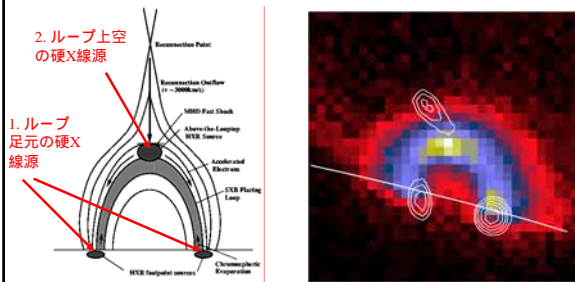 2. ループ上空
の硬X線源
1. ループ
足元の硬X
線源
Reconnection Point
Reconnection Outflow
(v ~ 3000km/s)
MHD Fast Shock
Above-the-Looptop
HXR Source
Accelerated
Electrons
SXR Flaring
Loop
HXR footpoint sources
Chromospheric
Evaporation